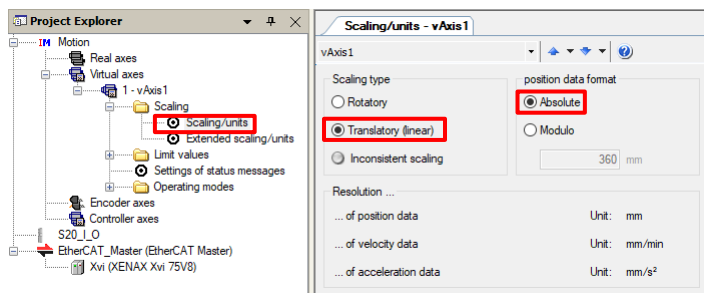 Project Explorer
IM Motion
Real axes
Virtual axes
1 - vAxis1
Scaling
Scaling/units
Extended scaling/units
Limit values
Settings of status messages
Operating modes
Encoder axes
Controller axes
S20_I_O
EtherCAT_Master (EtherCAT Master)
Xvi (XENAX Xvi 75V8)
Scaling/units - vAxis1
vAxis1
Scaling type
Rotatory
Translatory (linear)
Inconsistent scaling
position data format
Absolute
Modulo
360 mm
Resolution ...
... of position data Unit: mm
... of velocity data Unit: mm/min
... of acceleration data Unit: mm/s²